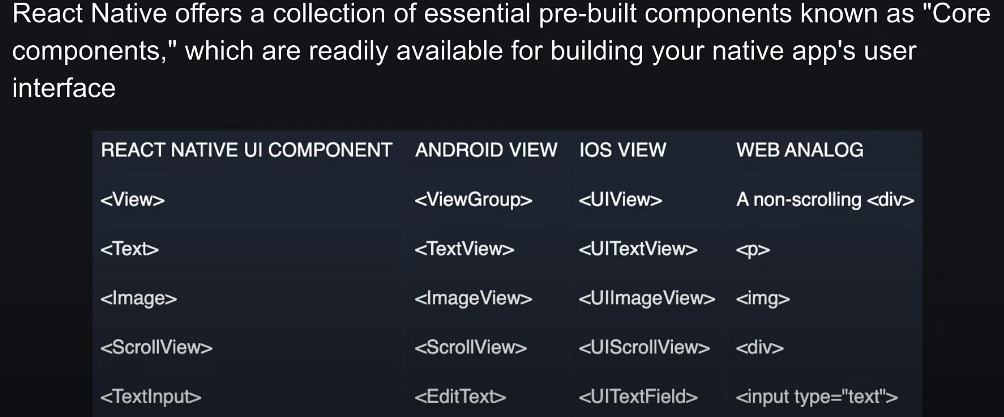 React Native offers a collection of essential pre-built components known as "Core
components," which are readily available for building your native app's user
interface
REACT NATIVE UI COMPONENT ANDROID VIEW IOS VIEW WEB ANALOG
<View> <ViewGroup> <UIView> A non-scrolling <div>
<Text> <TextView> <UITextView> <p>
<Image> <ImageView> <UIImageView> <img>
<ScrollView> <ScrollView> <UIScrollView> <div>
<TextInput> <EditText> <UITextField> <input type="text">